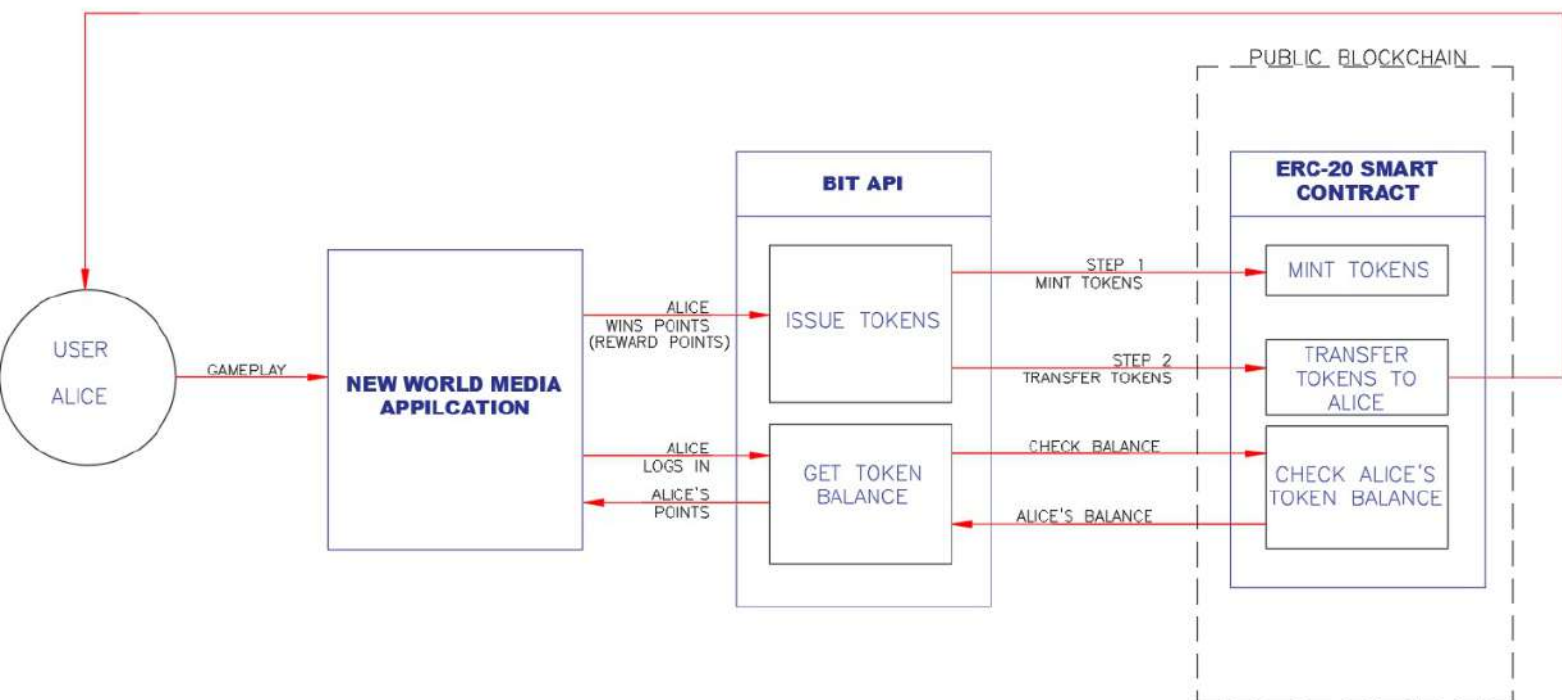 PUBLIC BLOCKCHAIN
BIT API
ERC-20 SMART
CONTRACT
USER
ALICE
GAMEPLAY
NEW WORLD MEDIA
APPILCATION
ALICE
WINS POINTS
(REWARD POINTS)
ISSUE TOKENS
STEP 1
MINT TOKENS
MINT TOKENS
STEP 2
TRANSFER TOKENS
TRANSFER
TOKENS TO
ALICE
ALICE
LOGS IN
ALICE'S
POINTS
GET TOKEN
BALANCE
CHECK BALANCE
ALICE'S BALANCE
CHECK ALICE'S
TOKEN BALANCE